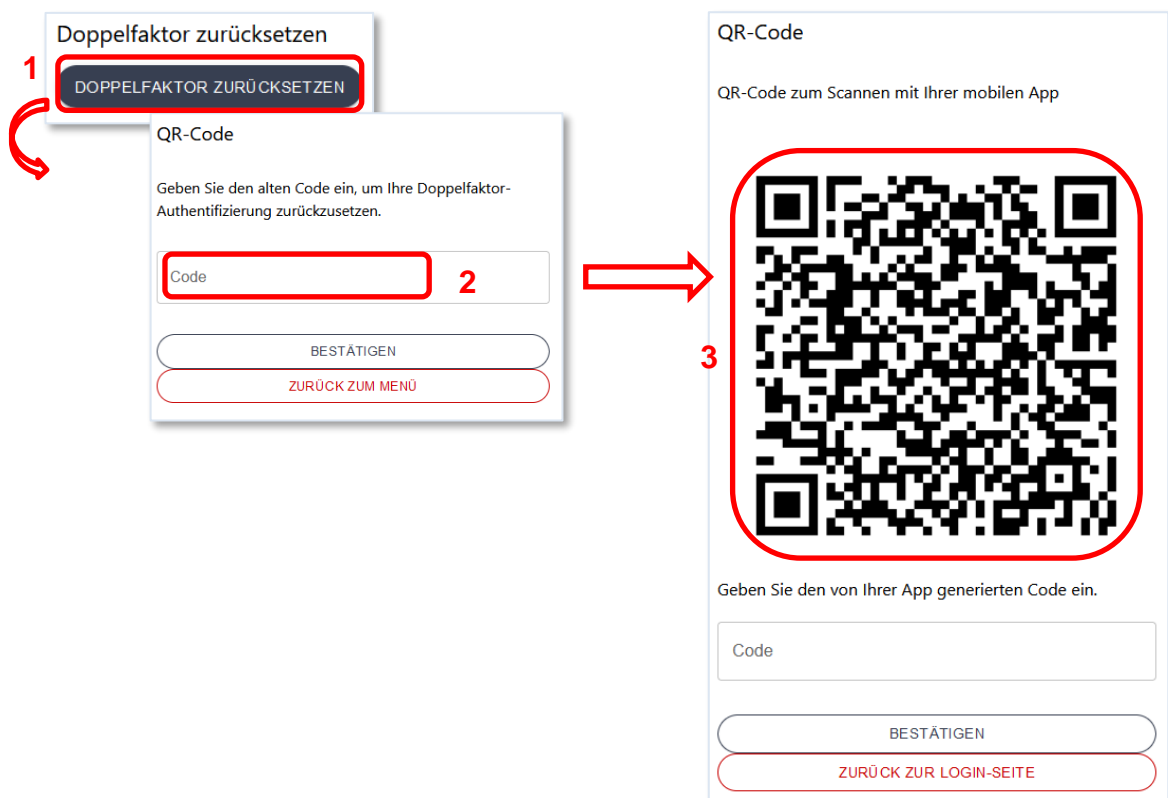 Doppelfaktor zurücksetzen
1
DOPPELFAKTOR ZURÜCKSETZEN
QR-Code
Geben Sie den alten Code ein, um Ihre Doppelfaktor-
Authentifizierung zurückzusetzen.
Code
2
BESTÄTIGEN
ZURÜCK ZUM MENÜ
QR-Code
QR-Code zum Scannen mit Ihrer mobilen App
3
Geben Sie den von Ihrer App generierten Code ein.
Code
BESTÄTIGEN
ZURÜCK ZUR LOGIN-SEITE